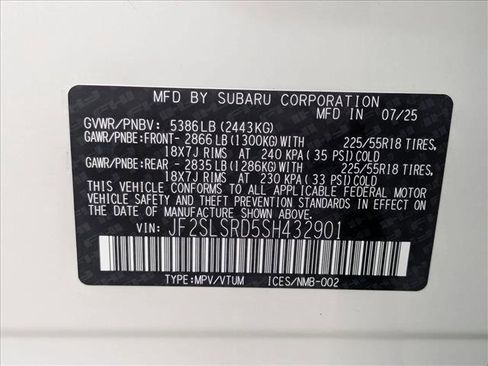 MFD BY SUBARU CORPORATION
MFD IN 07/25
GVWR/PNBV: 5386LB (2443KG)
GAWR/PNBE:FRONT- 2866LB(1300KG)WITH 225/55R18 TIRES,
18X7J RIMS AT 240 KPA(35 PSI)COLD
GAWR/PNBE:REAR - 2835LB(1286KG)WITH 225/55R18 TIRES,
18X7J RIMS AT 230 KPA(33 PSI)COLD
THIS VEHICLE CONFORMS TO ALL APPLICABLE FEDERAL MOTOR
VEHICLE SAFETY AND THEFT PREVENTION STANDARDS IN EFFECT
ON THE DATE OF MANUFACTURE SHOWN ABOVE.
VIN: JF2SLSRD5SH432901
TYPE:MPV/VTUM ICES/NMB-002